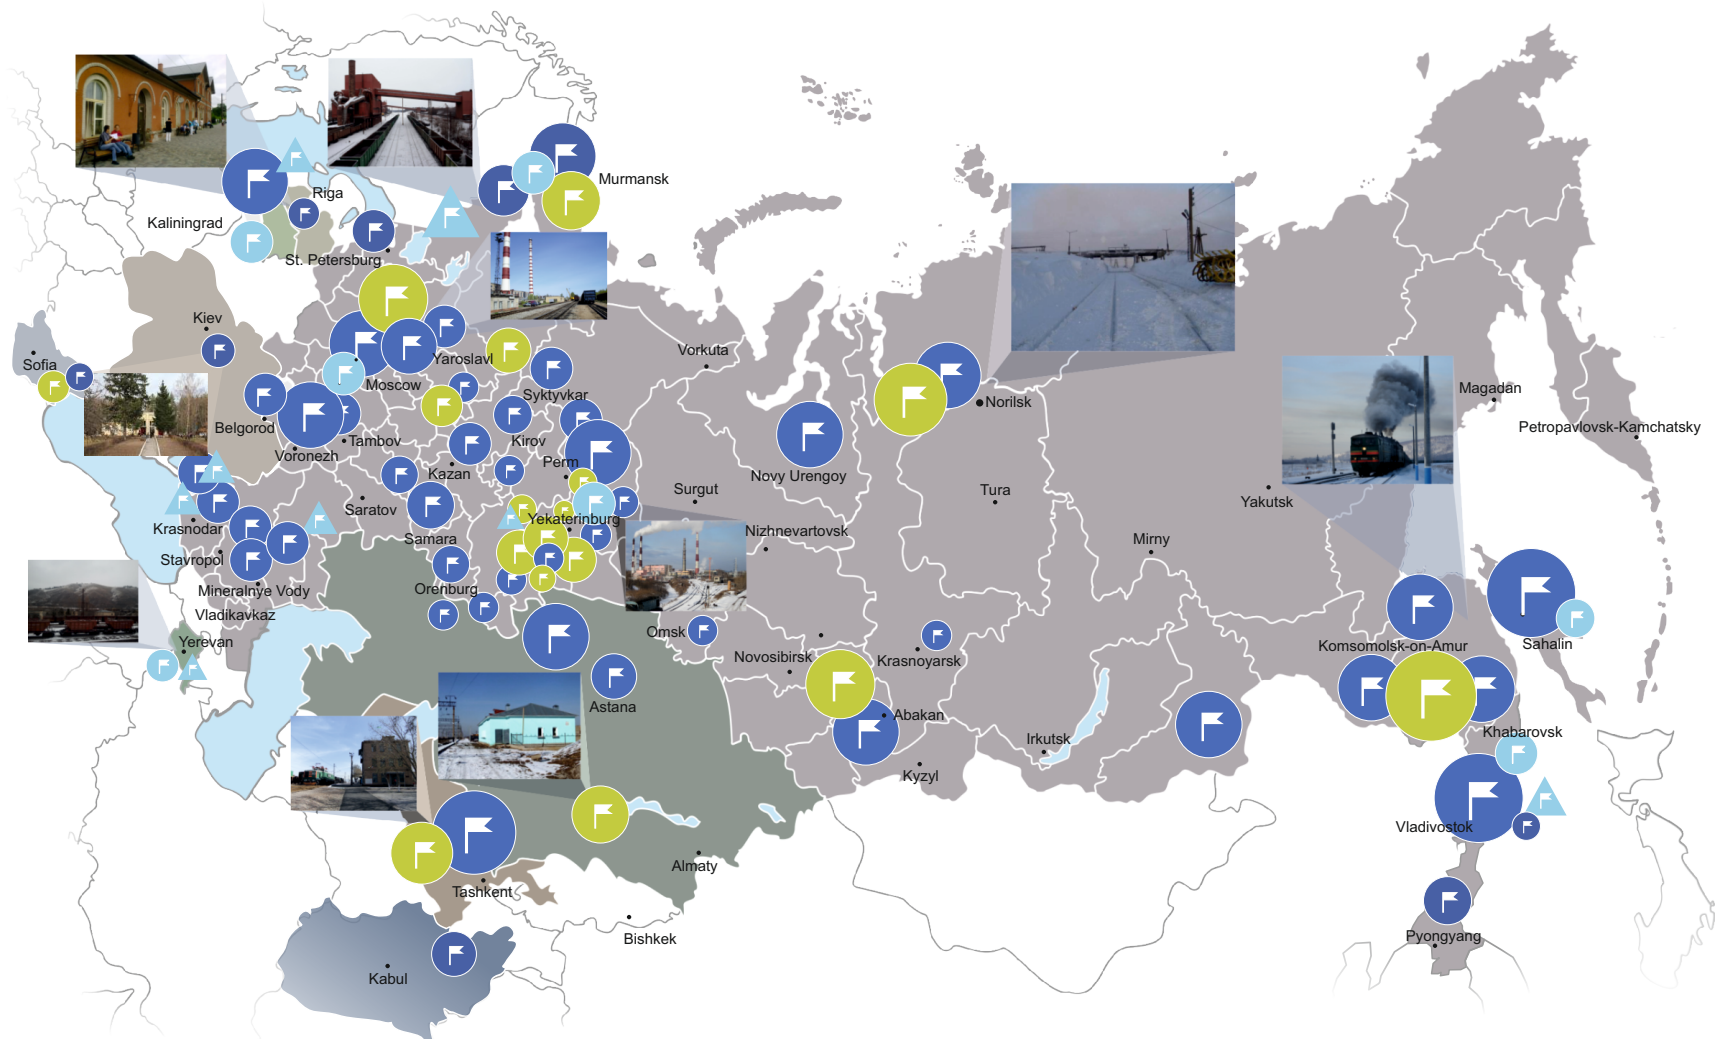 Murmansk
Riga
Kaliningrad
St. Petersburg
Kiev
Sofia
Yaroslavl
Vorkuta
Moscow
Syktyvkar
Norilsk
Magadan
Belgorod
Tambov
Kirov
Petropavlovsk-Kamchatsky
Voronezh
Perm
Kazan
Novy Urengoy
Surgut
Tura
Yakutsk
Saratov
Krasnodar
Yekaterinburg
Nizhnevartovsk
Samara
Mirny
Stavropol
Mineralnye Vody
Orenburg
Vladikavkaz
Yerevan
Omsk
Novosibirsk
Krasnoyarsk
Komsomolsk-on-Amur
Sahalin
Astana
Abakan
Irkutsk
Khabarovsk
Kyzyl
Vladivostok
Almaty
Tashkent
Bishkek
Pyongyang
Kabul